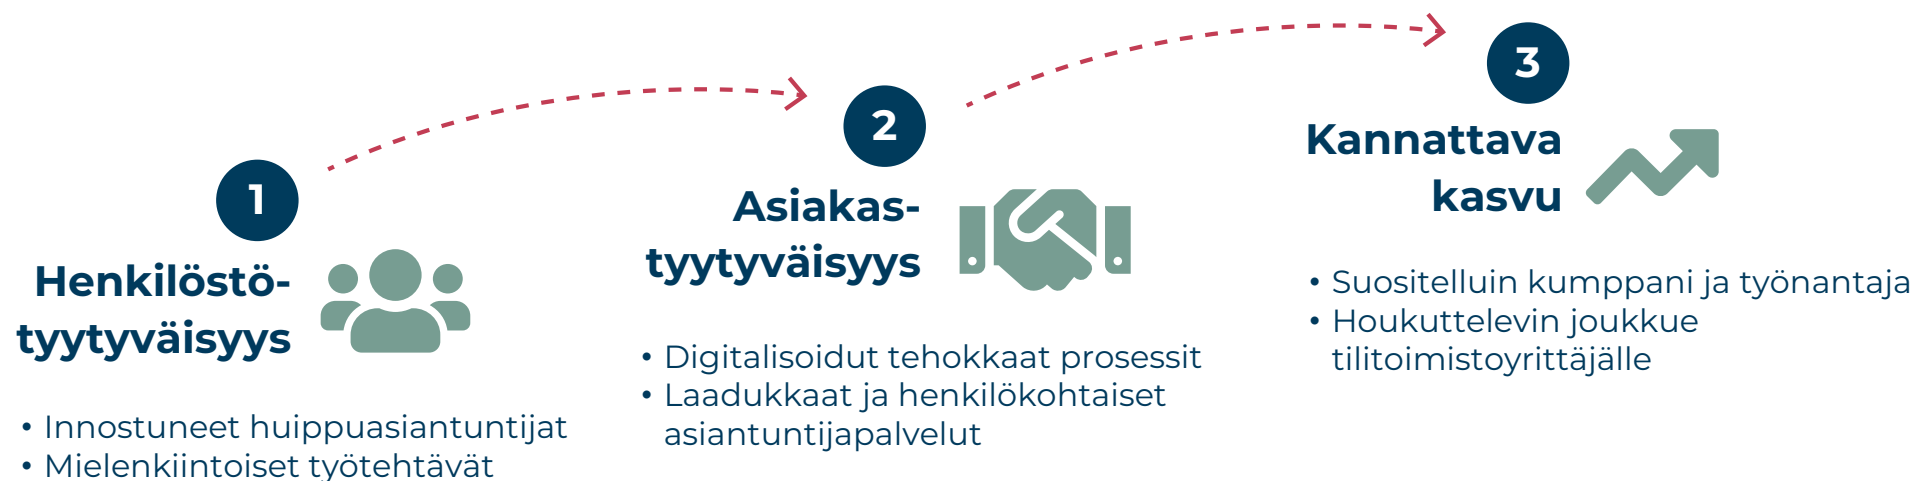 1
Henkilöstö-
tyytyväisyys
• Innostuneet huippuasiantuntijat
• Mielenkiintoiset työtehtävät
2
Asiakas-
tyytyväisyys
• Digitalisoidut tehokkaat prosessit
• Laadukkaat ja henkilökohtaiset
asiantuntijapalvelut
3
Kannattava
kasvu
• Suositelluin kumppani ja työnantaja
• Houkuttelevin joukkue
tilitoimistoyrittäjälle